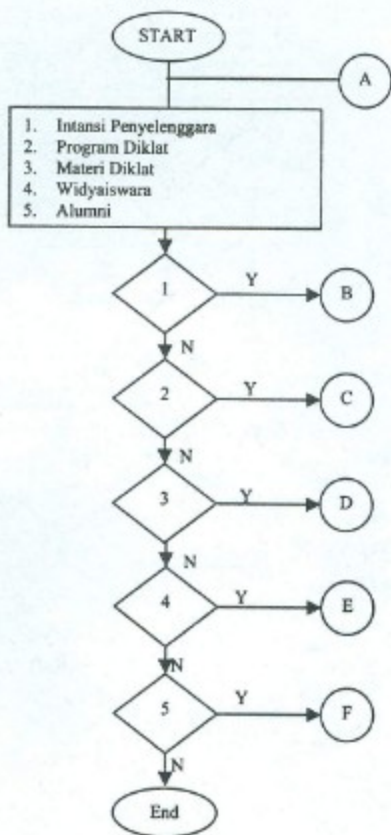 START
A
1. Intansi Penyelenggara
2. Program Diklat
3. Materi Diklat
4. Widyaiswara
5. Alumni
1
Y
B
N
2
Y
C
N
3
Y
D
N
4
Y
E
N
5
Y
F
N
End